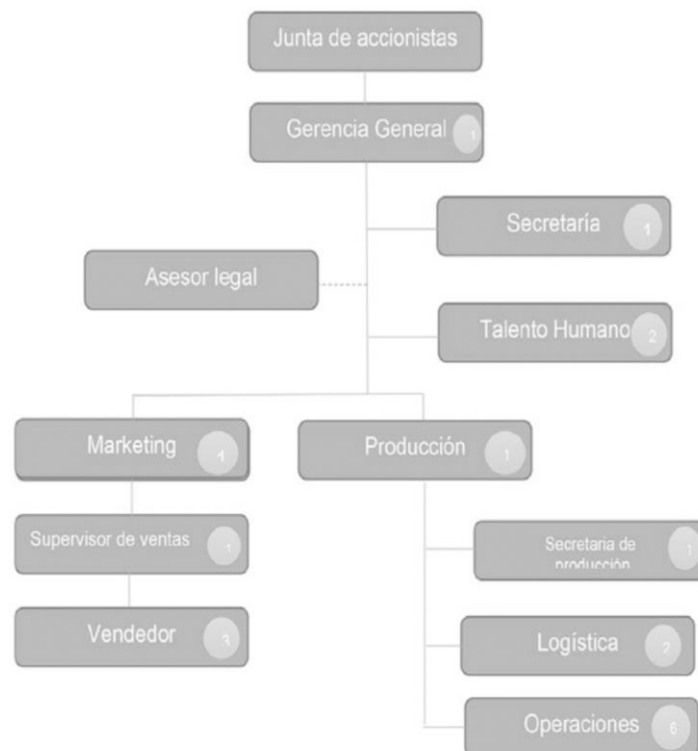 Junta de accionistas
Gerencia General 1
Secretaría 1
Asesor legal
Talento Humano 2
Marketing
Producción 1
Supervisor de ventas 1
Secretaria de 1
producción
Vendedor 3
Logística 2
Operaciones 6